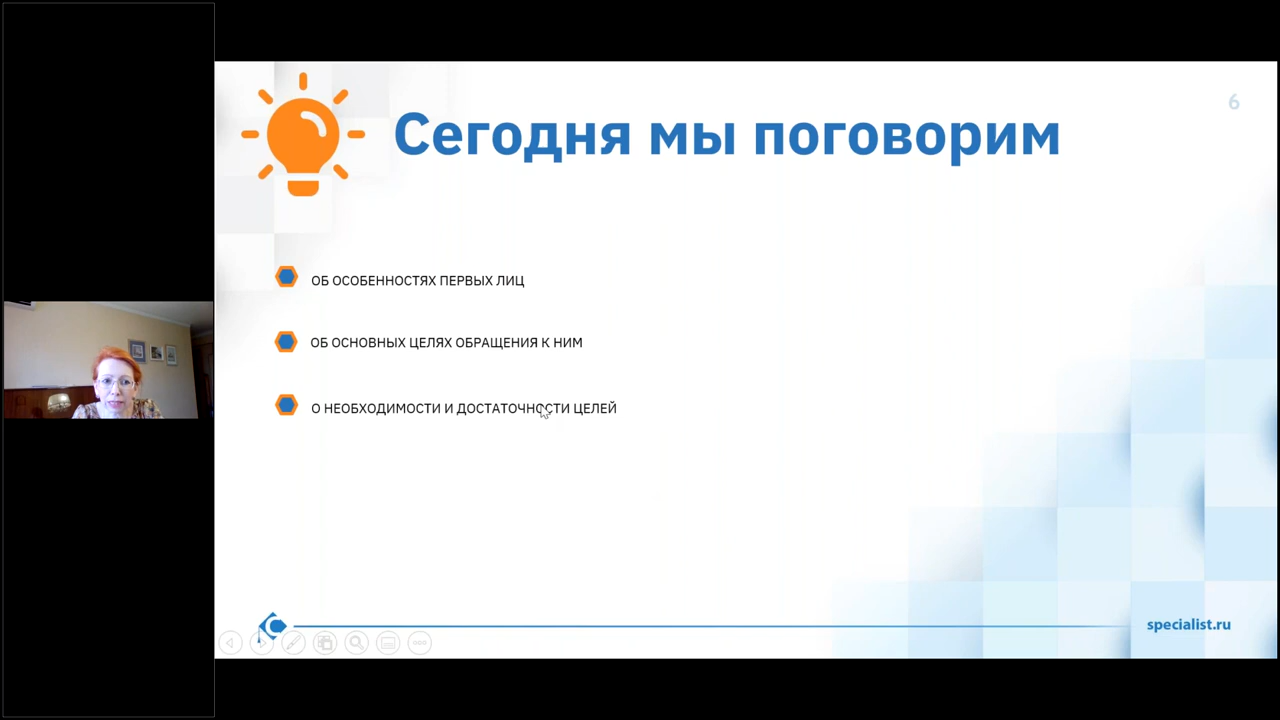 6
Сегодня мы поговорим
ОБ ОСОБЕННОСТЯХ ПЕРВЫХ ЛИЦ
ОБ ОСНОВНЫХ ЦЕЛЯХ ОБРАЩЕНИЯ К НИМ
О НЕОБХОДИМОСТИ И ДОСТАТОЧНОСТИ ЦЕЛЕЙ
specialist.ru